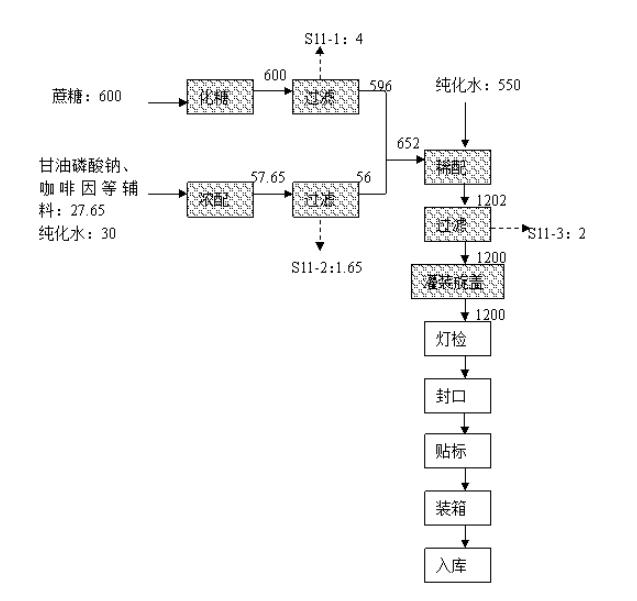 S11-1：4
600
蔗糖：600
化糖
过滤
596
纯化水：550
652
甘油磷酸钠、
咖啡因等辅
料：27.65
纯化水：30
57.65
浓配
过滤
56
稀配
1202
S11-2:1.65
过滤
S11-3：2
1200
灌装旋盖
1200
灯检
封口
贴标
装箱
入库